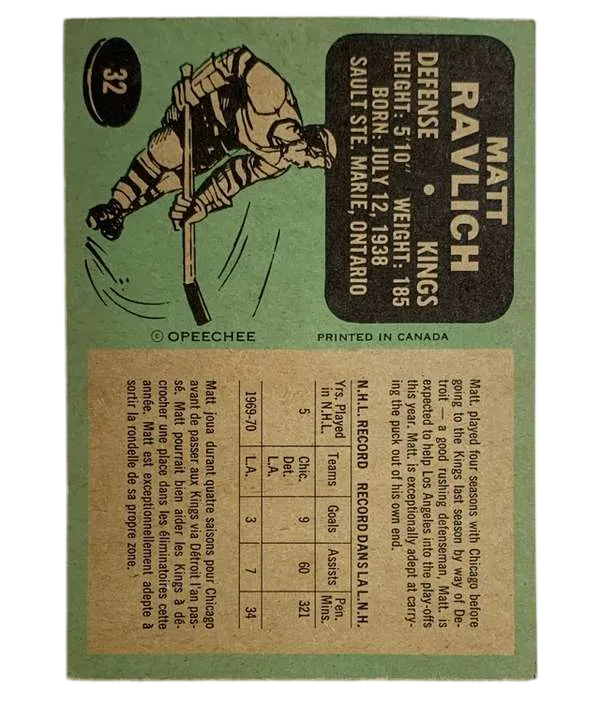 MATT
RAVLICH
DEFENSE • KINGS
HEIGHT: 5'10" WEIGHT: 185
BORN: JULY 12, 1938
SAULT STE. MARIE, ONTARIO
32
© OPEECHEE PRINTED IN CANADA
Matt. played four seasons with Chicago before
going to the Kings last season by way of De-
troit — a good rushing defenseman, Matt. is
expected to help Los Angeles into the play-offs
this year. Matt. is exceptionally adept at carry-
ing the puck out of his own end.
N.H.L. RECORD RECORD DANS LA L.N.H.
Yrs. Played in N.H.L. Teams Goals Assists Pen. Mins.
5 Chic. Det. L.A. 9 60 321
1969-70 L.A. 3 7 34
Matt joua durant quatre saisons pour Chicago
avant de passer aux Kings via Détroit l'an pas-
sé. Matt pourrait bien aider les Kings à dé-
crocher une place dans les éliminatoires cette
année. Matt est exceptionnellement adepte à
sortir la rondelle de sa propre zone.